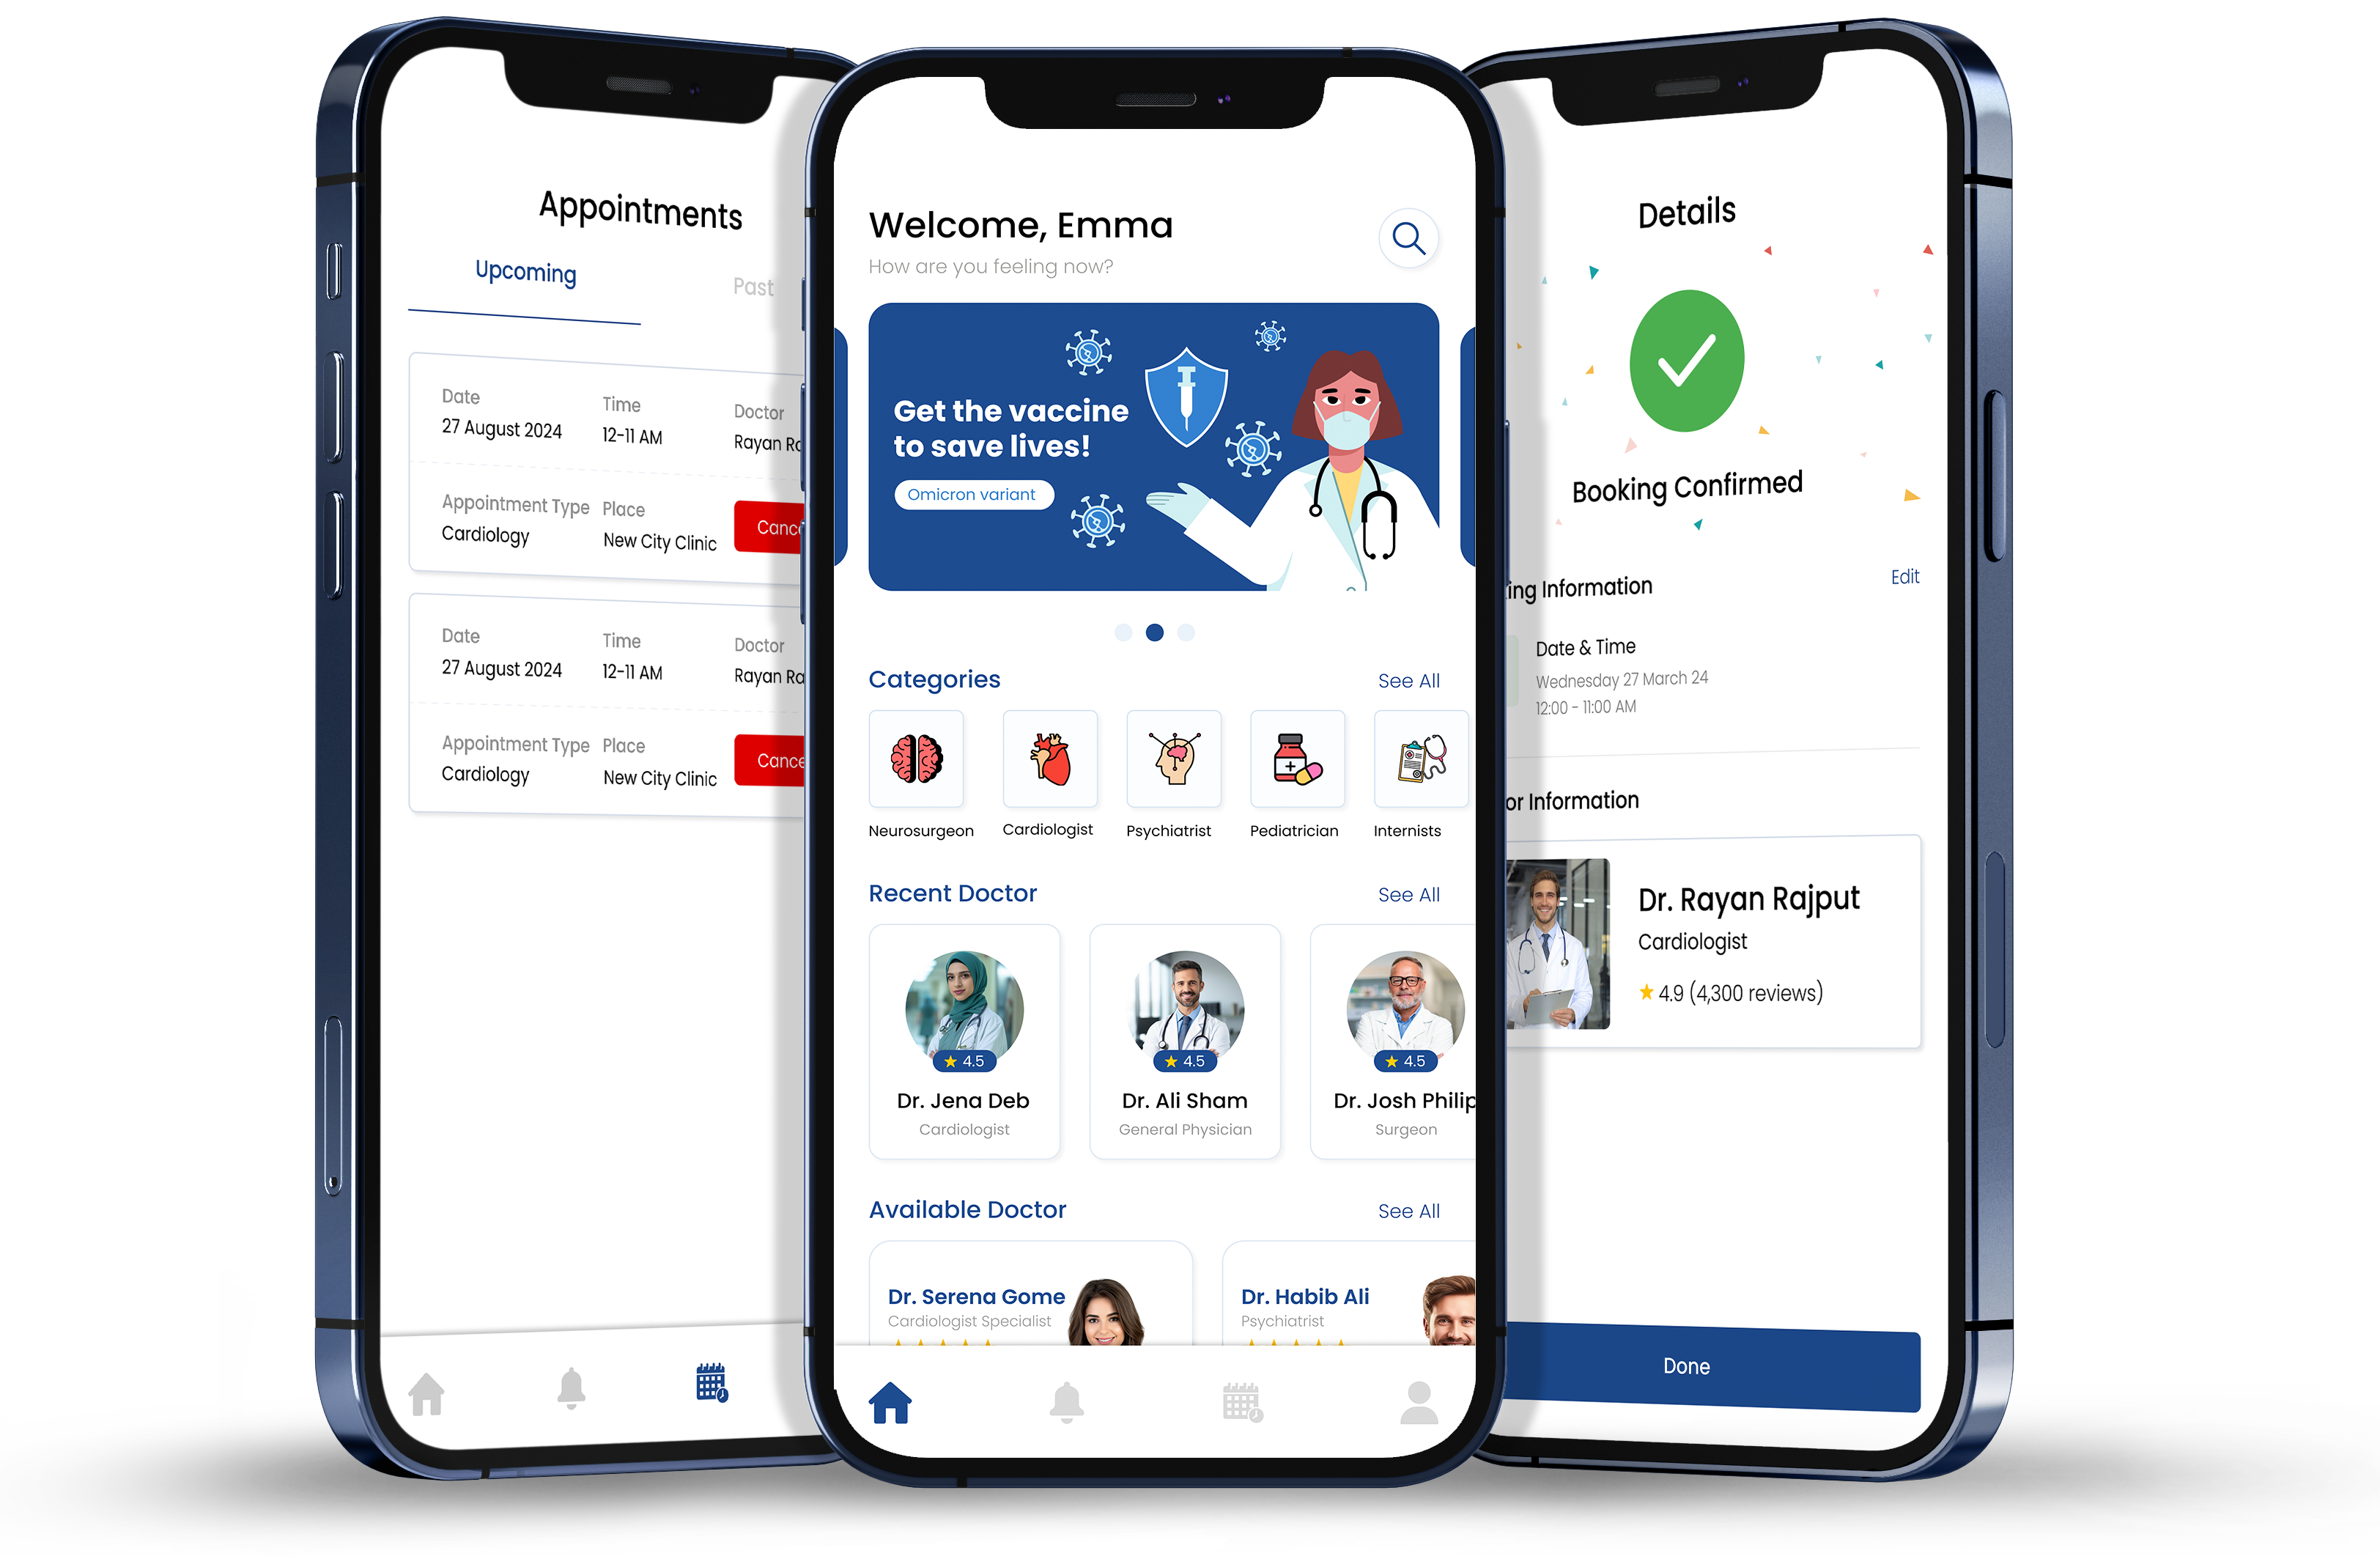 Appointments
Upcoming
Past
Date
Time
Doctor
27 August 2024
12-11 AM
Rayan
Appointment Type
Place
Cardiology
New City Clinic
Date
Time
Doctor
27 August 2024
12-11 AM
Rayan
Appointment Type
Place
Cardiology
New City Clinic
Welcome, Emma
How are you feeling now?
Get the vaccine
to save lives!
Omicron variant
Categories
See All
Neurosurgeon
Cardiologist
Psychiatrist
Pediatrician
Internists
Recent Doctor
See All
4.5
4.5
4.5
Dr. Jena Deb
Dr. Ali Sham
Dr. Josh Philip
Cardiologist
General Physician
Surgeon
Available Doctor
See All
Dr. Serena Gome
Dr. Habib Ali
Cardiologist Specialist
Psychiatrist
Details
Booking Confirmed
Information
Edit
Date & Time
Wednesday 27 March 24
12:00 - 11:00 AM
Information
Dr. Rayan Rajput
Cardiologist
4.9 (4,300 reviews)
Done